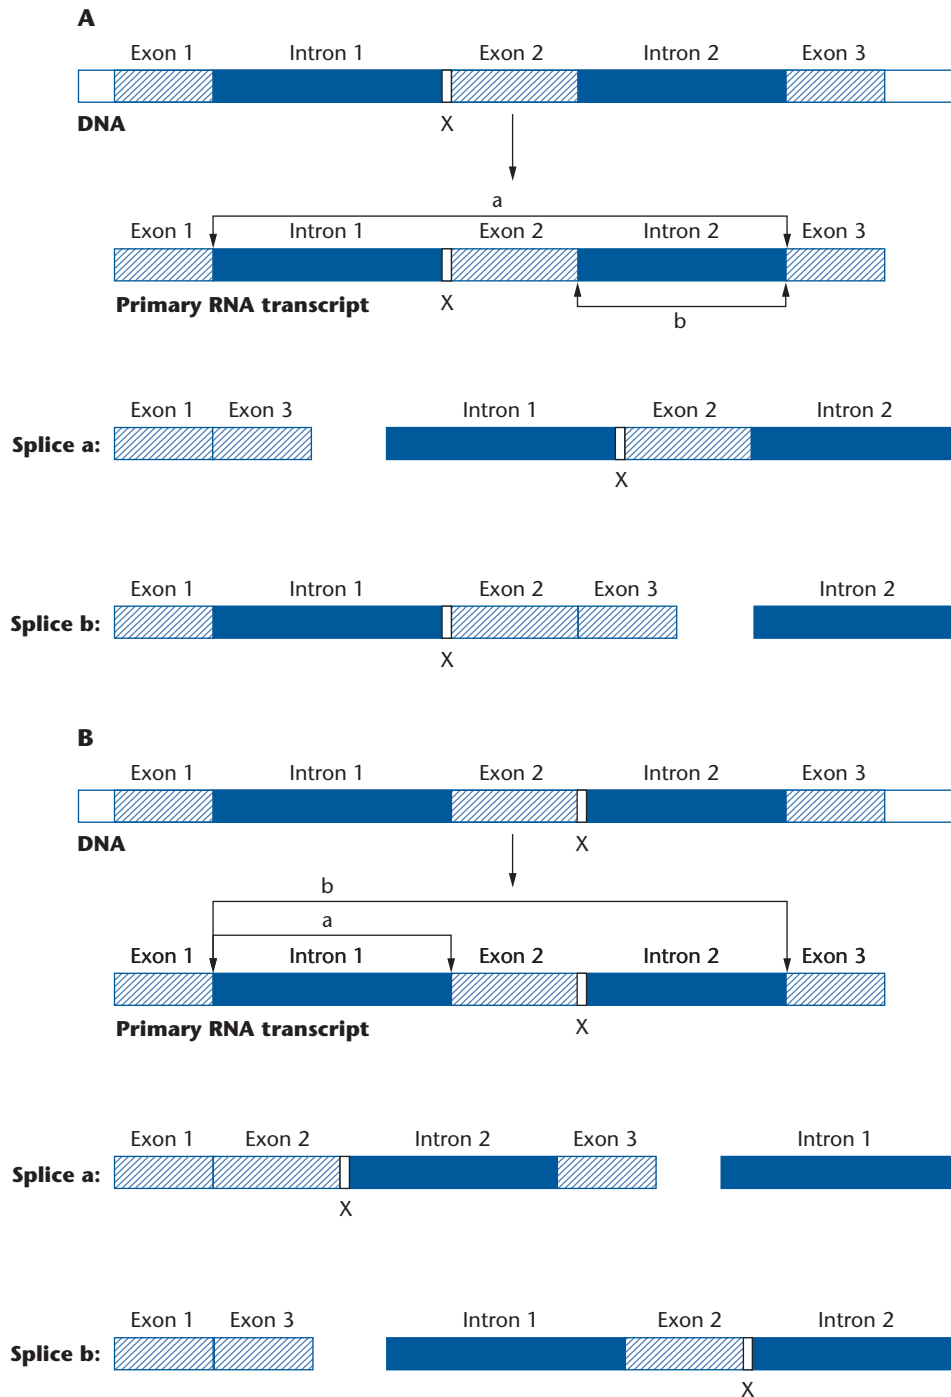 A
Exon 1 Intron 1 Exon 2 Intron 2 Exon 3
DNA X
a
Exon 1 Intron 1 Exon 2 Intron 2 Exon 3
Primary RNA transcript X
b
Exon 1 Exon 3 Intron 1 Exon 2 Intron 2
Splice a:
X
Exon 1 Intron 1 Exon 2 Exon 3 Intron 2
Splice b:
X
B
Exon 1 Intron 1 Exon 2 Intron 2 Exon 3
DNA X
b
a
Exon 1 Intron 1 Exon 2 Intron 2 Exon 3
Primary RNA transcript X
Exon 1 Exon 2 Intron 2 Exon 3 Intron 1
Splice a:
X
Exon 1 Exon 3 Intron 1 Exon 2 Intron 2
Splice b:
X